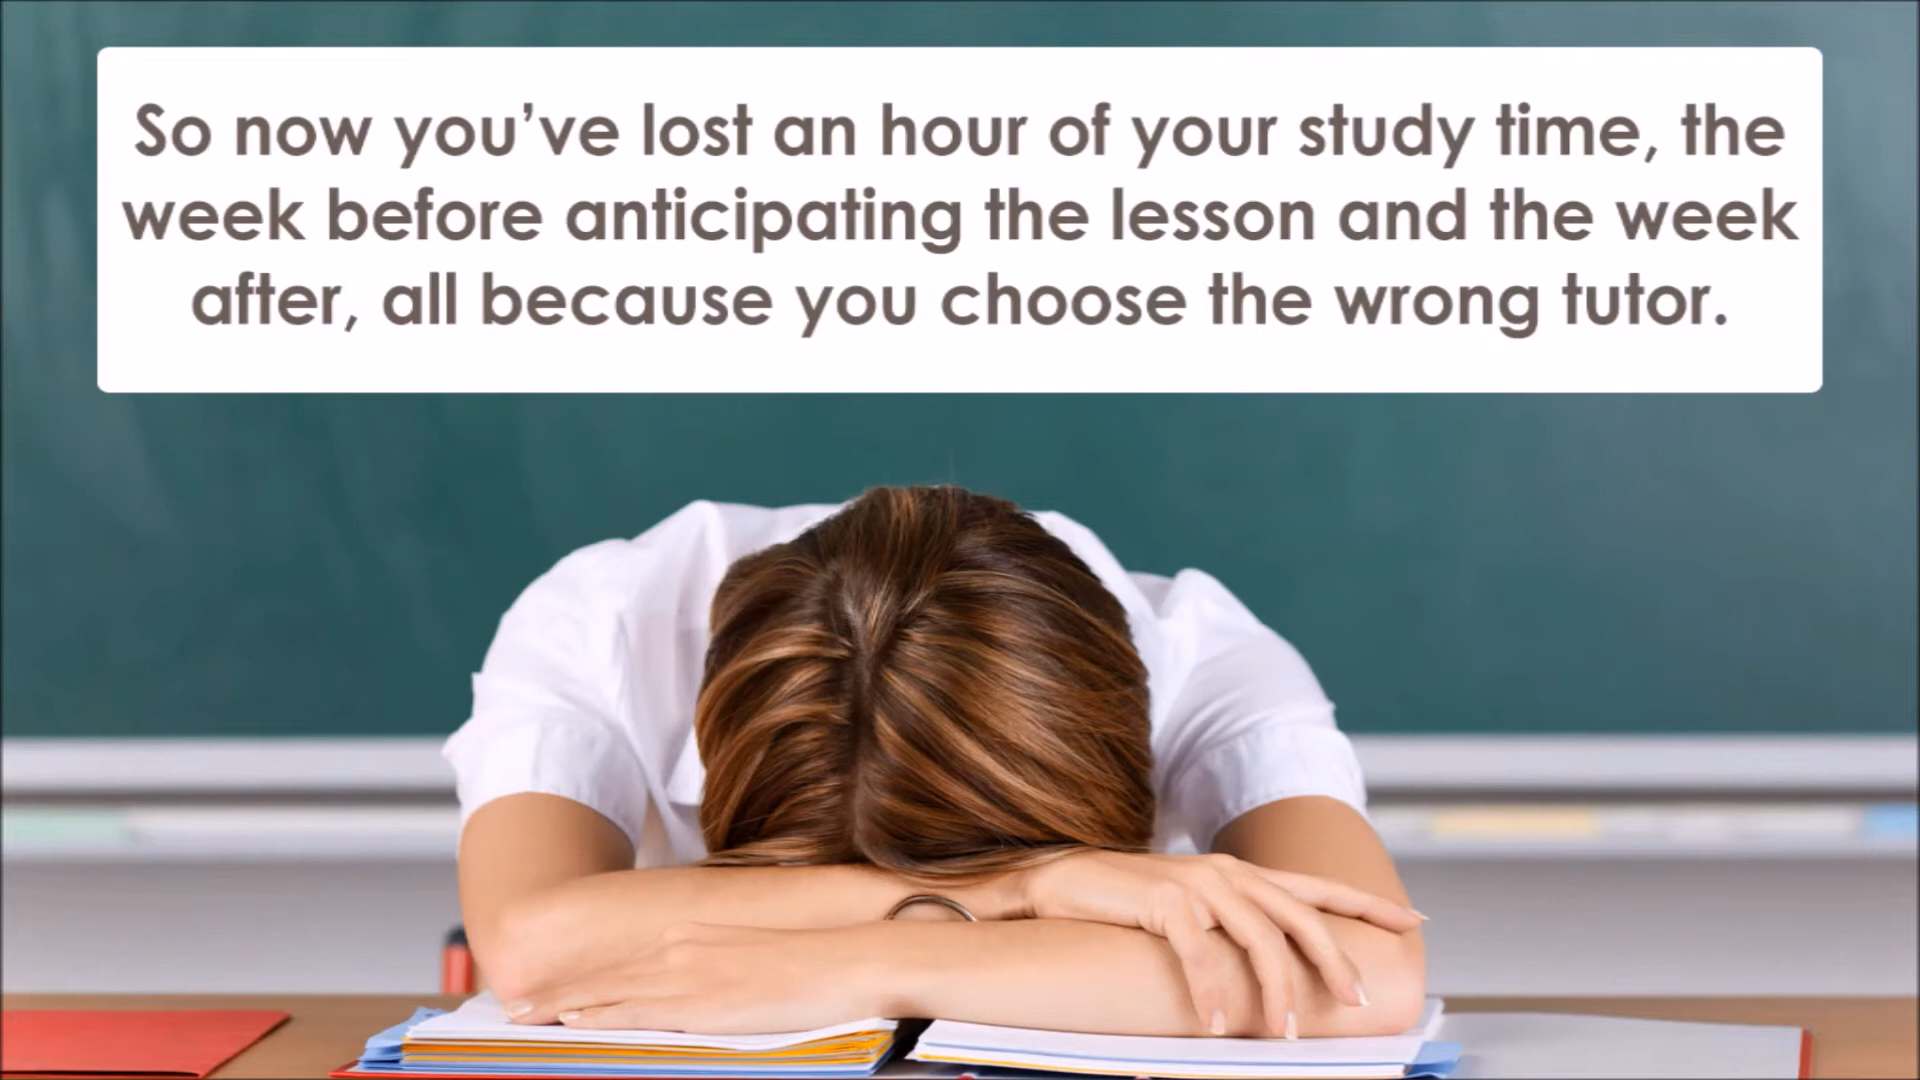 So now you’ve lost an hour of your study time, the
week before anticipating the lesson and the week
after, all because you choose the wrong tutor.